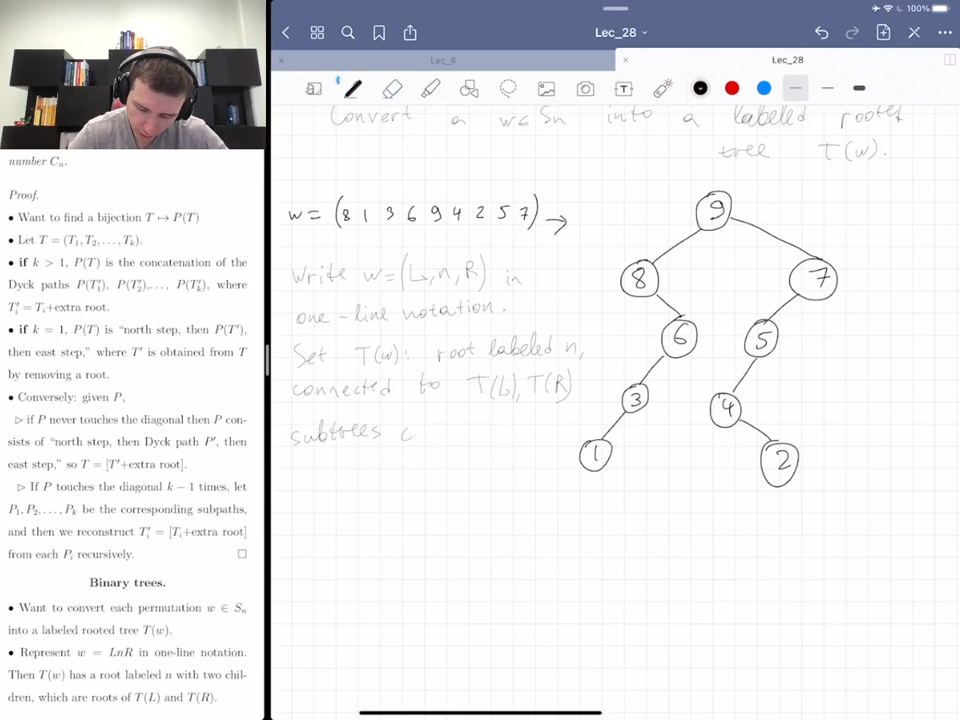 100%
Lec_28
Lec_4
Lec_28
number Cₙ.
Proof.
• Want to find a bijection T ↦ P(T)
• Let T = (T₁, T₂, . . . , Tₖ).
• if k > 1, P(T) is the concatenation of the
Dyck paths P(T₁′), P(T₂′),. . . , P(Tₖ′), where
Tᵢ′ = Tᵢ+extra root.
• if k = 1, P(T) is “north step, then P(T′),
then east step,” where T′ is obtained from T
by removing a root.
• Conversely: given P,
▷ if P never touches the diagonal then P con-
sists of “north step, then Dyck path P′, then
east step,” so T = [T′+extra root].
▷ If P touches the diagonal k − 1 times, let
P₁, P₂, . . . , Pₖ be the corresponding subpaths,
and then we reconstruct Tᵢ′ = [Tᵢ+extra root]
from each Pᵢ recursively. □
Binary trees.
• Want to convert each permutation w ∈ Sₙ
into a labeled rooted tree T(w).
• Represent w = LnR in one-line notation.
Then T(w) has a root labeled n with two chil-
dren, which are roots of T(L) and T(R).
Convert a w∈Sn into a labeled rooted
tree T(w).
w = (8 1 3 6 9 4 2 5 7) →
Write w=(L,n,R) in
one-line notation.
Set T(w): root labeled n,
connected to T(L), T(R)
subtrees c
9
8 7
6 5
3 4
1 2